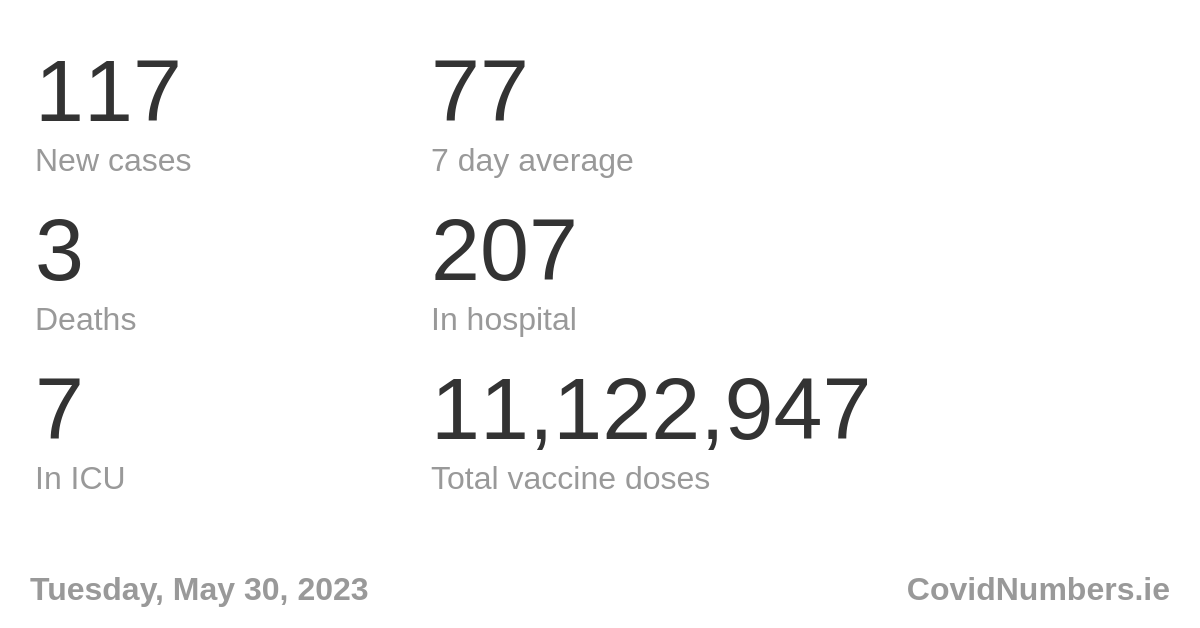 117
New cases
77
7 day average
3
Deaths
207
In hospital
7
In ICU
11,122,947
Total vaccine doses
Tuesday, May 30, 2023
CovidNumbers.ie